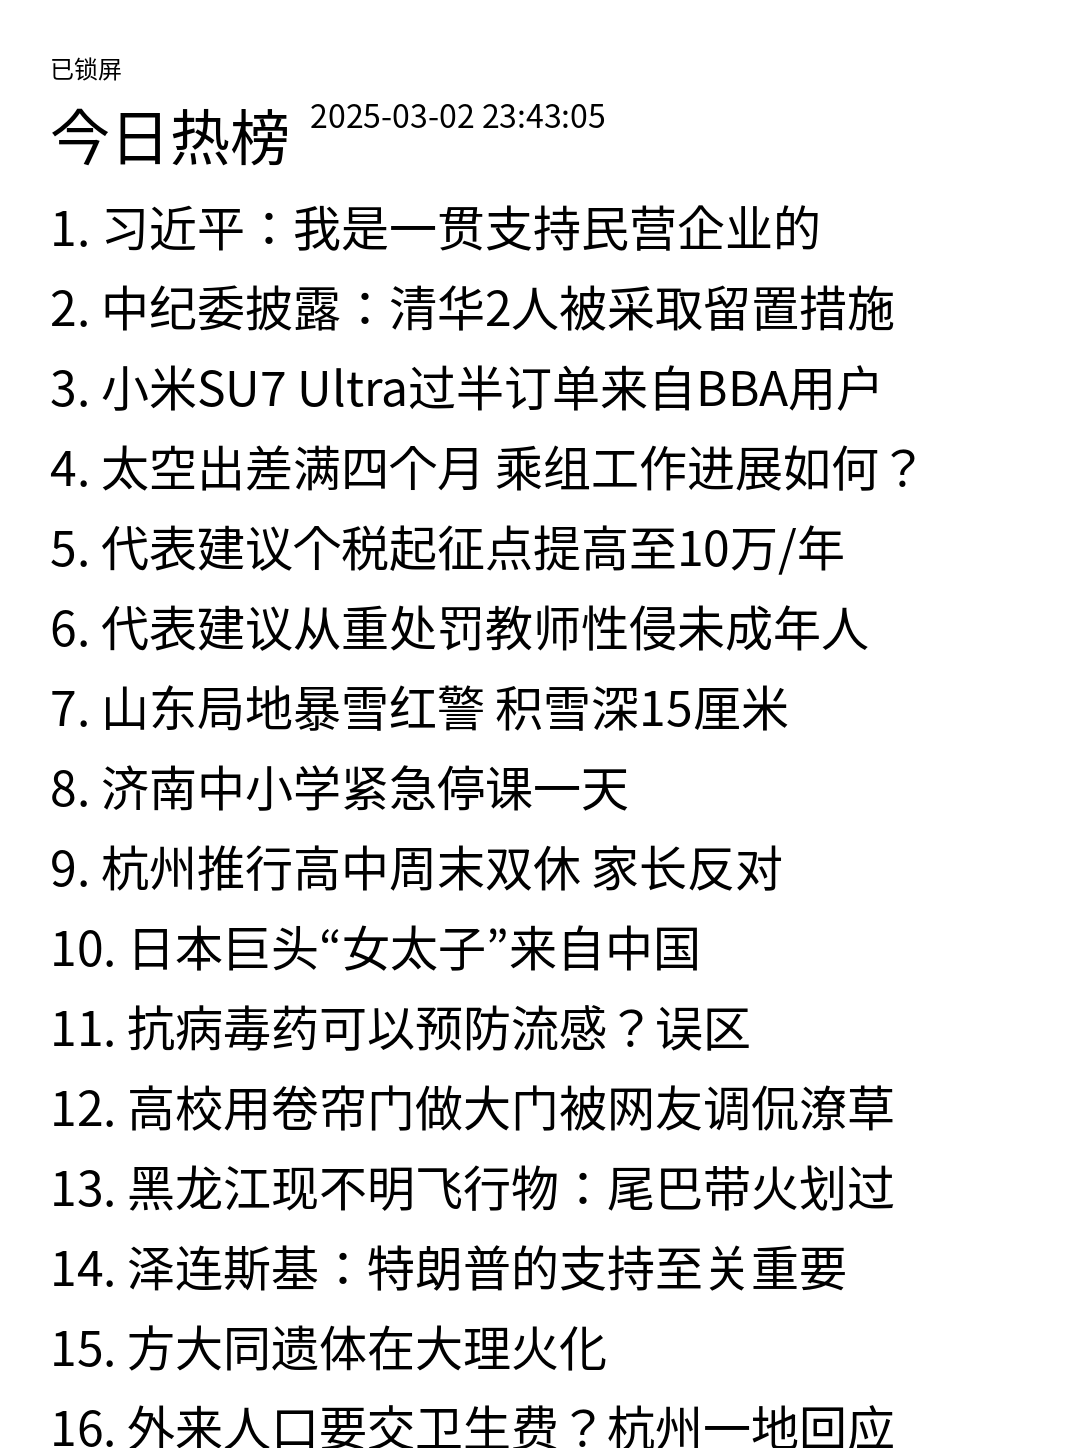 已锁屏
今日热榜 2025-03-02 23:43:05
1. 习近平：我是一贯支持民营企业的
2. 中纪委披露：清华2人被采取留置措施
3. 小米SU7 Ultra过半订单来自BBA用户
4. 太空出差满四个月 乘组工作进展如何？
5. 代表建议个税起征点提高至10万/年
6. 代表建议从重处罚教师性侵未成年人
7. 山东局地暴雪红警 积雪深15厘米
8. 济南中小学紧急停课一天
9. 杭州推行高中周末双休 家长反对
10. 日本巨头“女太子”来自中国
11. 抗病毒药可以预防流感？误区
12. 高校用卷帘门做大门被网友调侃潦草
13. 黑龙江现不明飞行物：尾巴带火划过
14. 泽连斯基：特朗普的支持至关重要
15. 方大同遗体在大理火化
16. 外来人口要交卫生费？杭州一地回应